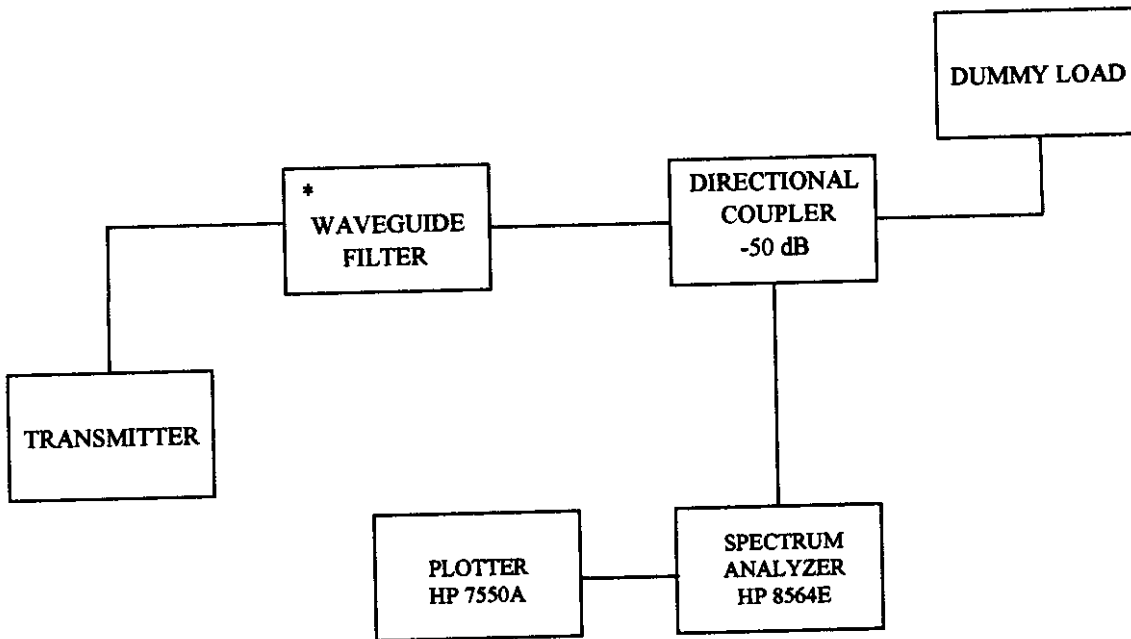 DUMMY LOAD
*
WAVEGUIDE
FILTER
DIRECTIONAL
COUPLER
-50 dB
TRANSMITTER
PLOTTER
HP 7550A
SPECTRUM
ANALYZER
HP 8564E